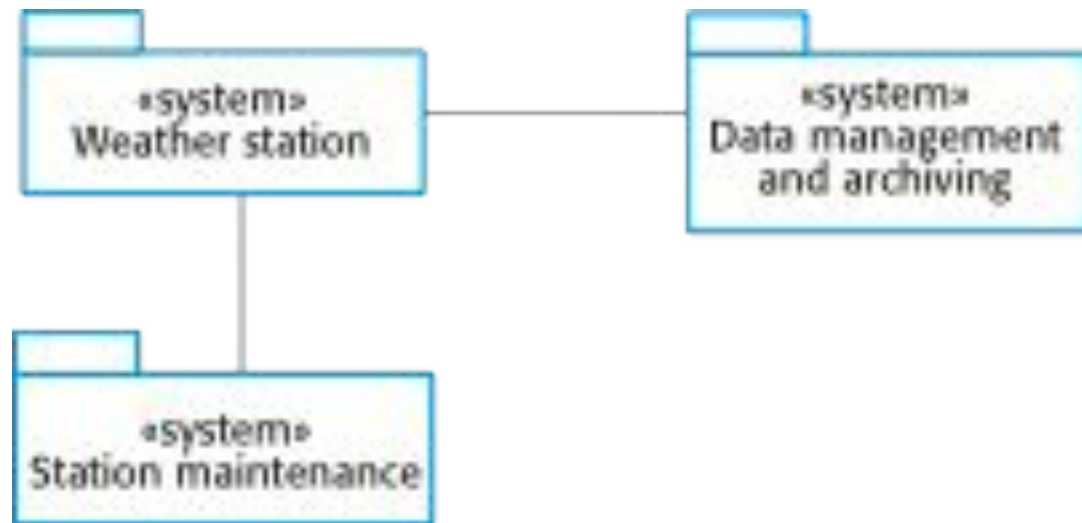 «system»
Weather station
«system»
Data management
and archiving
«system»
Station maintenance